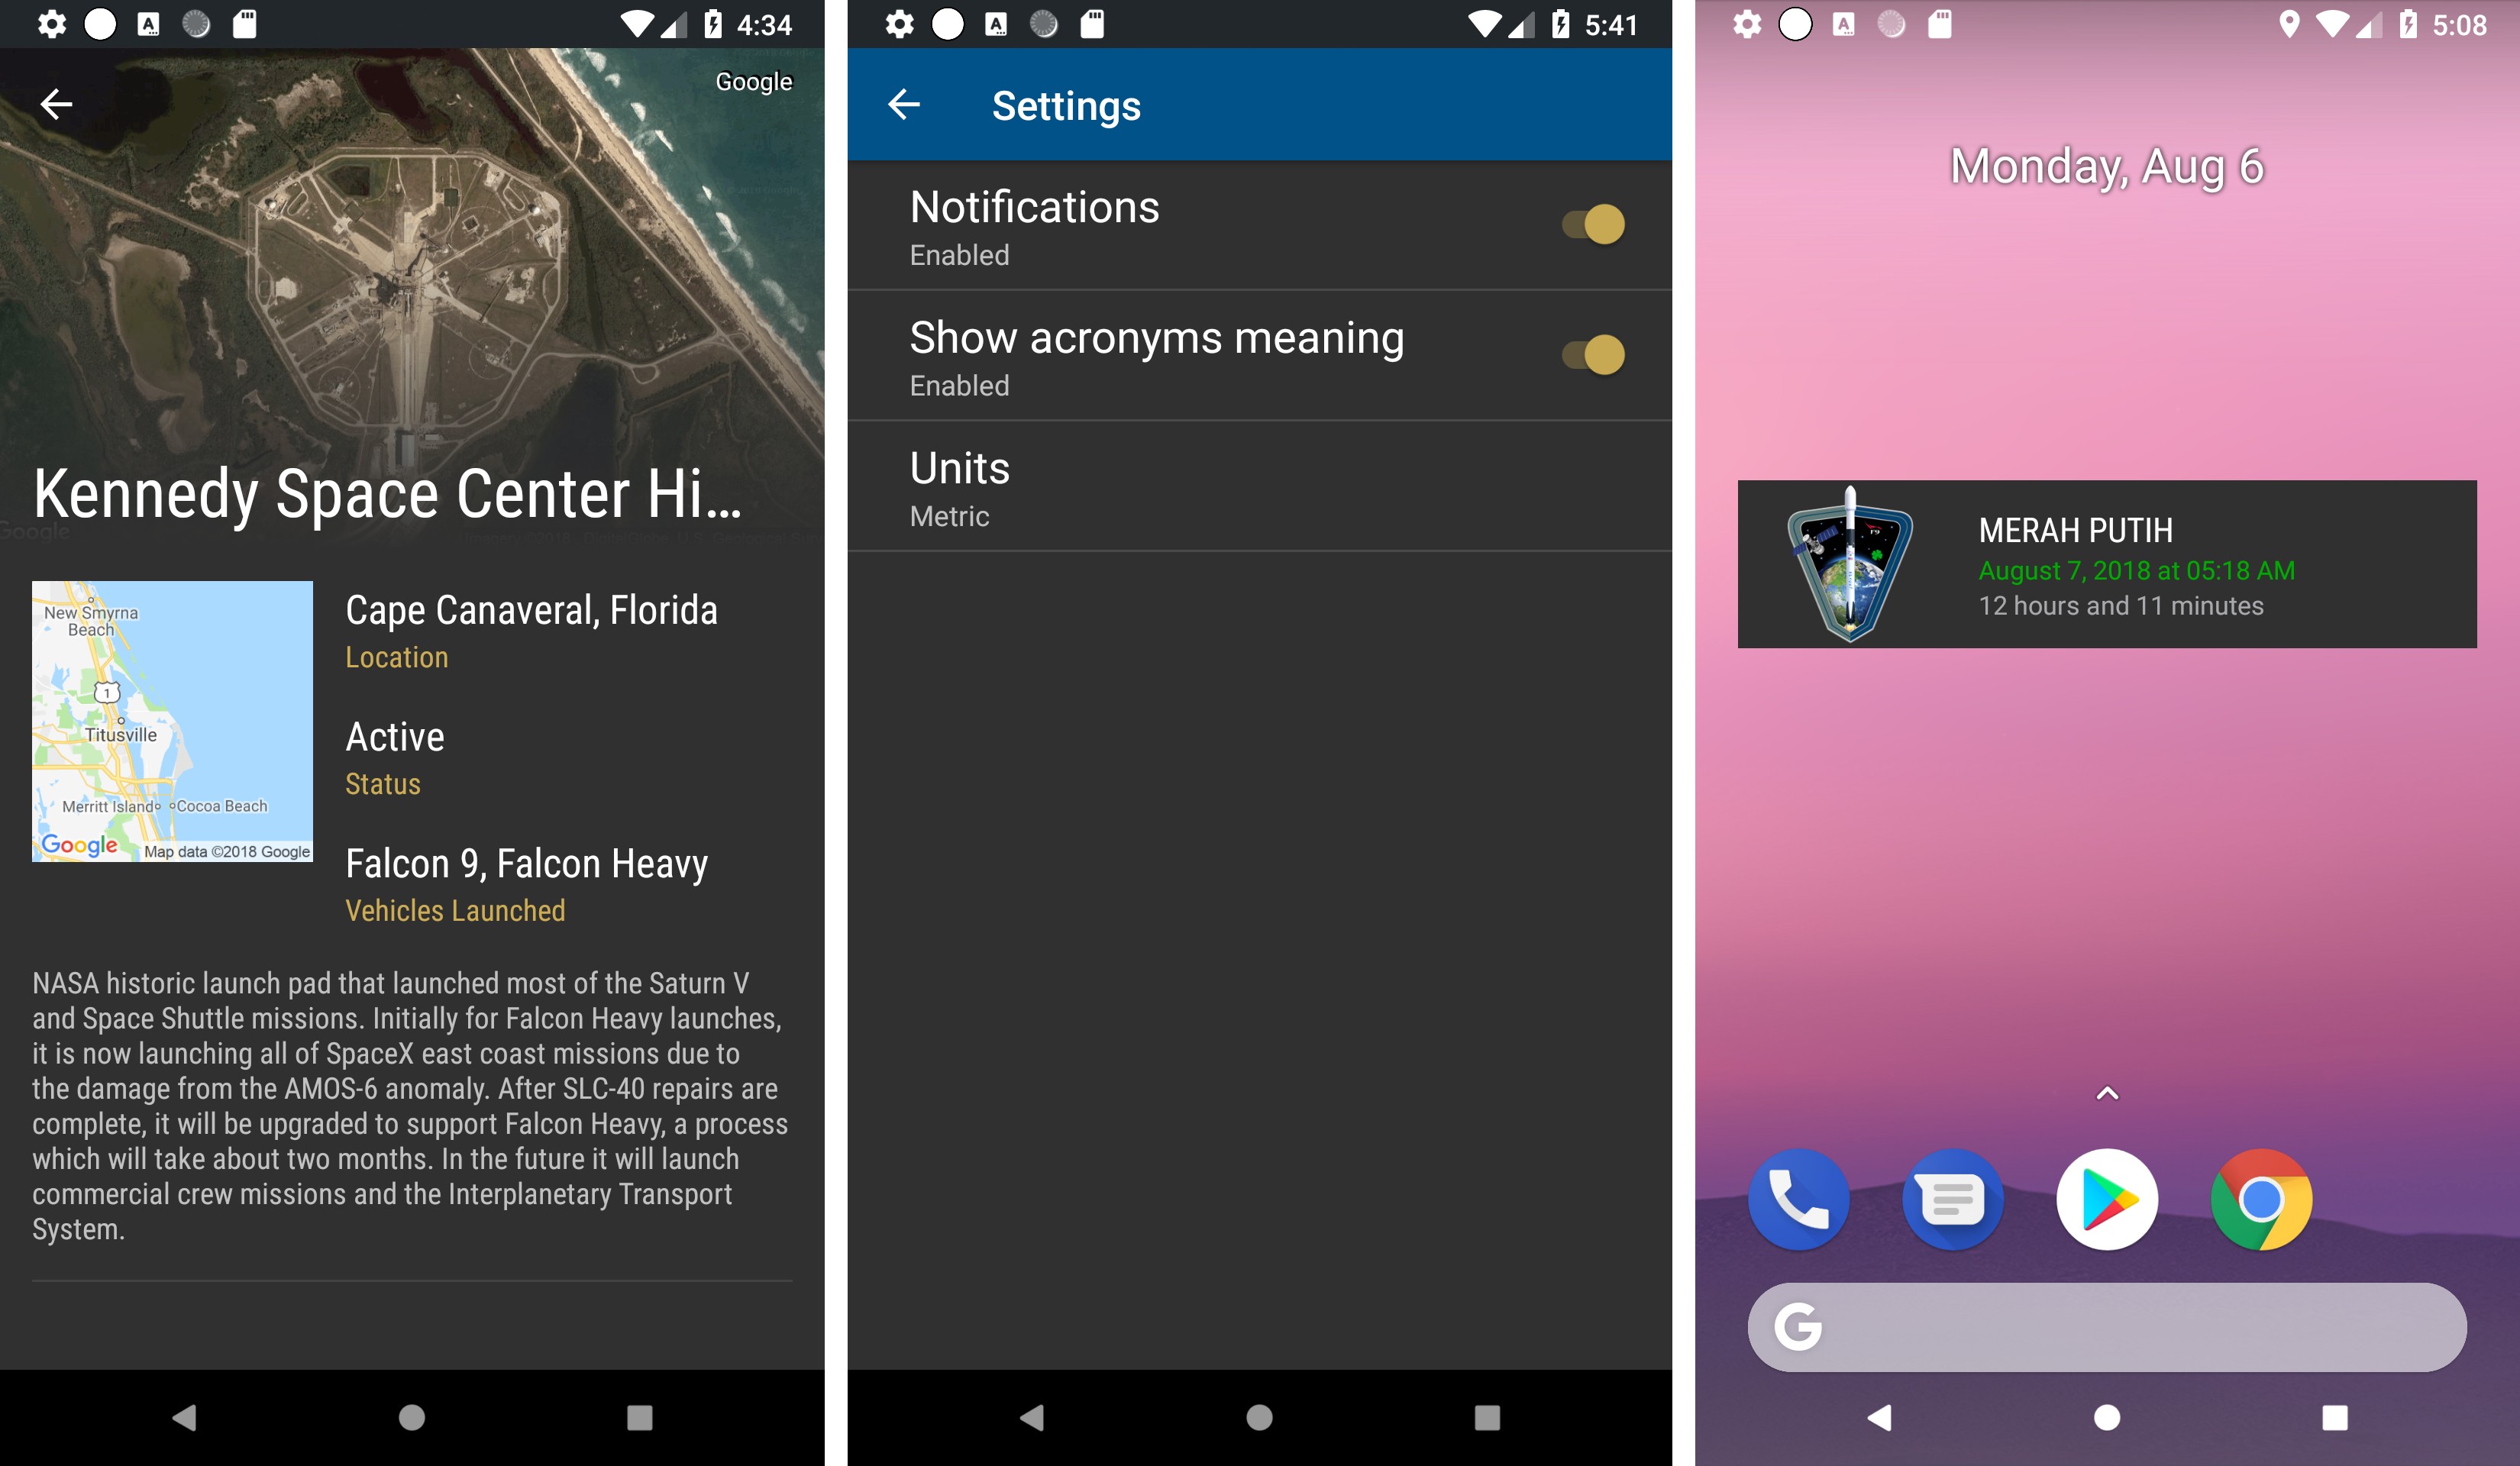 4:34
Google
Kennedy Space Center Hi...
Google
New Smyrna
Beach
1
Titusville
Merritt Island
Cocoa Beach
Google
Map data ©2018 Google
Cape Canaveral, Florida
Location
Active
Status
Falcon 9, Falcon Heavy
Vehicles Launched
NASA historic launch pad that launched most of the Saturn V
and Space Shuttle missions. Initially for Falcon Heavy launches,
it is now launching all of SpaceX east coast missions due to
the damage from the AMOS-6 anomaly. After SLC-40 repairs are
complete, it will be upgraded to support Falcon Heavy, a process
which will take about two months. In the future it will launch
commercial crew missions and the Interplanetary Transport
System.
5:41
Settings
Notifications
Enabled
Show acronyms meaning
Enabled
Units
Metric
5:08
Monday, Aug 6
MERAH PUTIH
August 7, 2018 at 05:18 AM
12 hours and 11 minutes